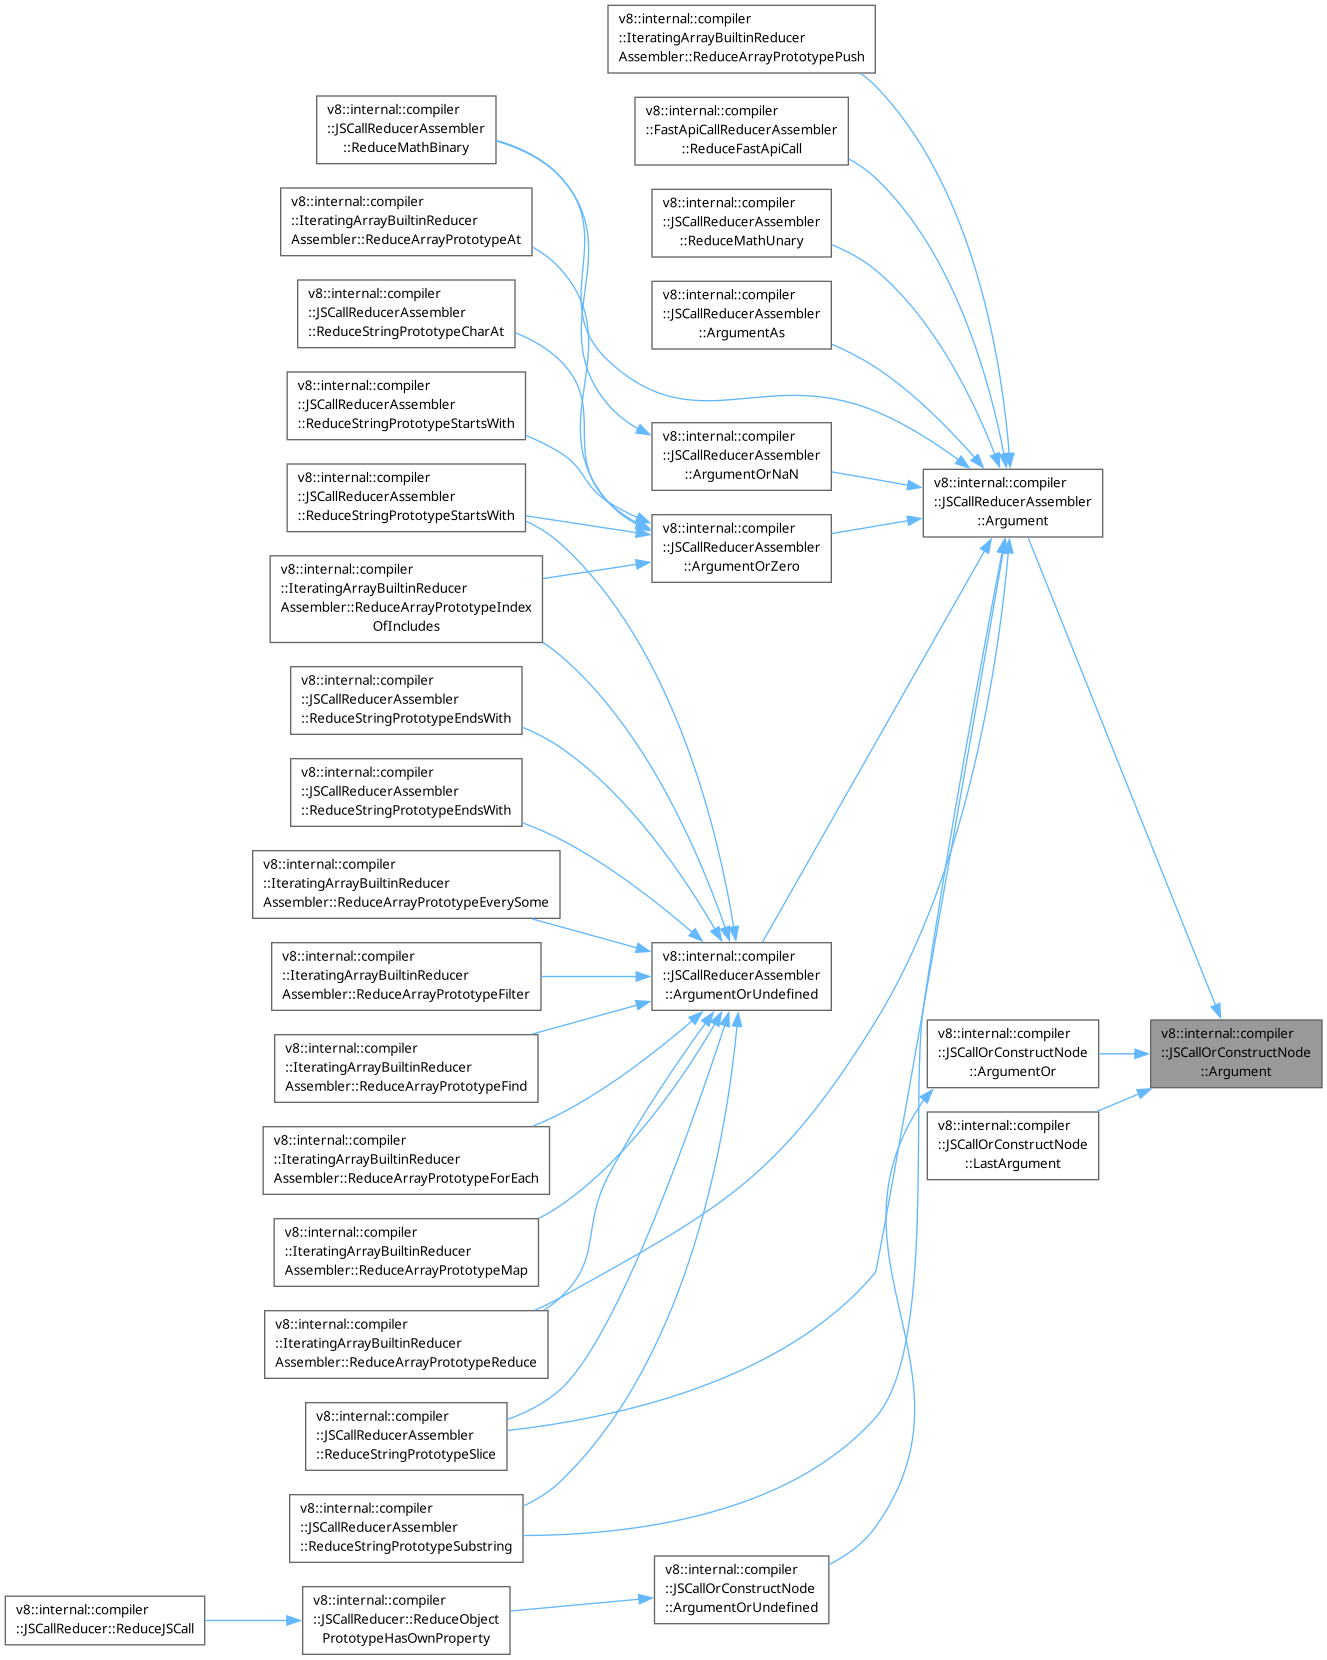 v8::internal::compiler
::IteratingArrayBuiltinReducer
Assembler::ReduceArrayPrototypePush
v8::internal::compiler
::JSCallReducerAssembler
::ReduceMathBinary
v8::internal::compiler
::FastApiCallReducerAssembler
::ReduceFastApiCall
v8::internal::compiler
::IteratingArrayBuiltinReducer
Assembler::ReduceArrayPrototypeAt
v8::internal::compiler
::JSCallReducerAssembler
::ReduceMathUnary
v8::internal::compiler
::JSCallReducerAssembler
::ReduceStringPrototypeCharAt
v8::internal::compiler
::JSCallReducerAssembler
::ArgumentAs
v8::internal::compiler
::JSCallReducerAssembler
::ReduceStringPrototypeStartsWith
v8::internal::compiler
::JSCallReducerAssembler
::ArgumentOrNaN
v8::internal::compiler
::JSCallReducerAssembler
::ReduceStringPrototypeStartsWith
v8::internal::compiler
::JSCallReducerAssembler
::Argument
v8::internal::compiler
::JSCallReducerAssembler
::ArgumentOrZero
v8::internal::compiler
::IteratingArrayBuiltinReducer
Assembler::ReduceArrayPrototypeIndex
OfIncludes
v8::internal::compiler
::JSCallReducerAssembler
::ReduceStringPrototypeEndsWith
v8::internal::compiler
::JSCallReducerAssembler
::ReduceStringPrototypeEndsWith
v8::internal::compiler
::IteratingArrayBuiltinReducer
Assembler::ReduceArrayPrototypeEverySome
v8::internal::compiler
::IteratingArrayBuiltinReducer
Assembler::ReduceArrayPrototypeFilter
v8::internal::compiler
::JSCallReducerAssembler
::ArgumentOrUndefined
v8::internal::compiler
::IteratingArrayBuiltinReducer
Assembler::ReduceArrayPrototypeFind
v8::internal::compiler
::JSCallOrConstructNode
::ArgumentOr
v8::internal::compiler
::JSCallOrConstructNode
::Argument
v8::internal::compiler
::IteratingArrayBuiltinReducer
Assembler::ReduceArrayPrototypeForEach
v8::internal::compiler
::JSCallOrConstructNode
::LastArgument
v8::internal::compiler
::IteratingArrayBuiltinReducer
Assembler::ReduceArrayPrototypeMap
v8::internal::compiler
::IteratingArrayBuiltinReducer
Assembler::ReduceArrayPrototypeReduce
v8::internal::compiler
::JSCallReducerAssembler
::ReduceStringPrototypeSlice
v8::internal::compiler
::JSCallReducerAssembler
::ReduceStringPrototypeSubstring
v8::internal::compiler
::JSCallOrConstructNode
::ArgumentOrUndefined
v8::internal::compiler
::JSCallReducer::ReduceObject
PrototypeHasOwnProperty
v8::internal::compiler
::JSCallReducer::ReduceJSCall